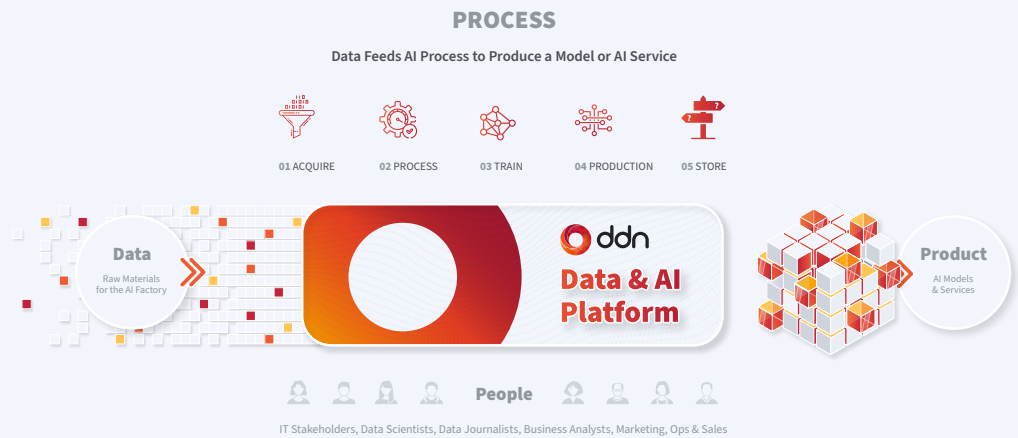 PROCESS
Data Feeds AI Process to Produce a Model or AI Service
01 ACQUIRE
02 PROCESS
03 TRAIN
04 PRODUCTION
05 STORE
Data
Raw Materials
for the AI Factory
ddn
Data & AI
Platform
Product
AI Models
& Services
People
IT Stakeholders, Data Scientists, Data Journalists, Business Analysts, Marketing, Ops & Sales